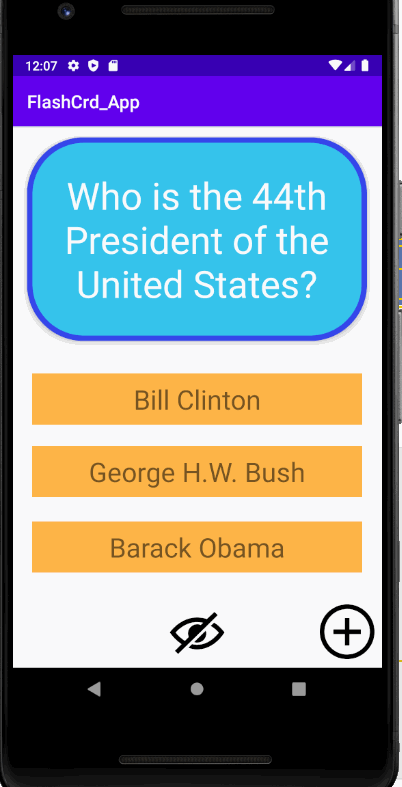 12:07
FlashCrd_App
Who is the 44th
President of the
United States?
Bill Clinton
George H.W. Bush
Barack Obama